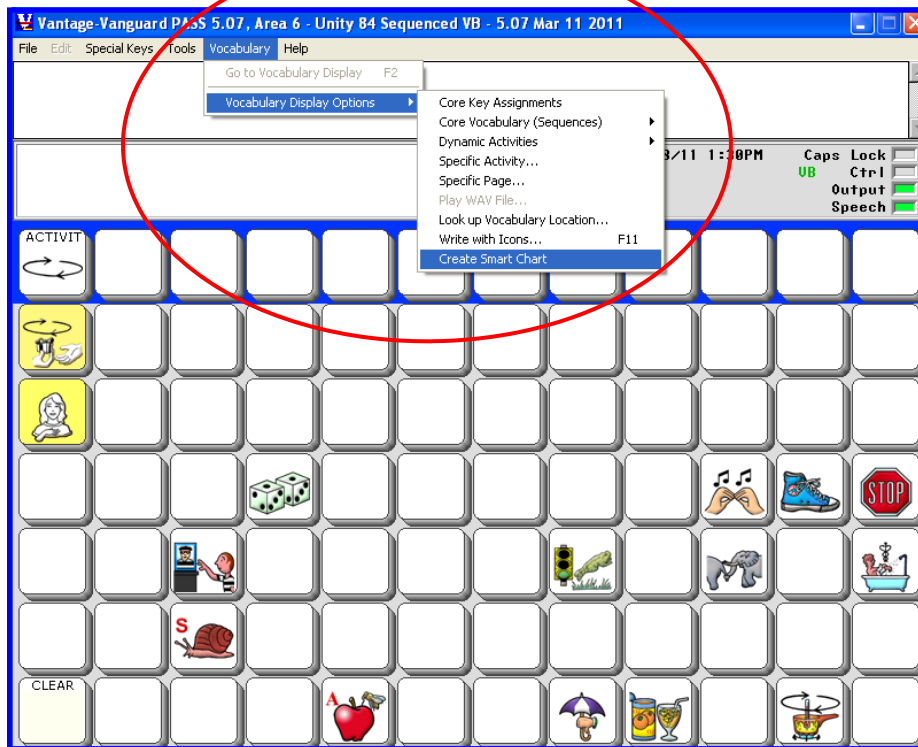 Vantage-Vanguard PASS 5.07, Area 6 - Unity 84 Sequenced VB - 5.07 Mar 11 2011
File Edit Special Keys Tools Vocabulary Help
Go to Vocabulary Display F2
Vocabulary Display Options
Core Key Assignments
Core Vocabulary (Sequences)
Dynamic Activities
Specific Activity...
Specific Page...
Play WAV File...
Look up Vocabulary Location...
Write with Icons... F11
Create Smart Chart
/11 1:30PM
Caps Lock
VB Ctrl
Output
Speech
ACTIVIT
STOP
S
CLEAR
A